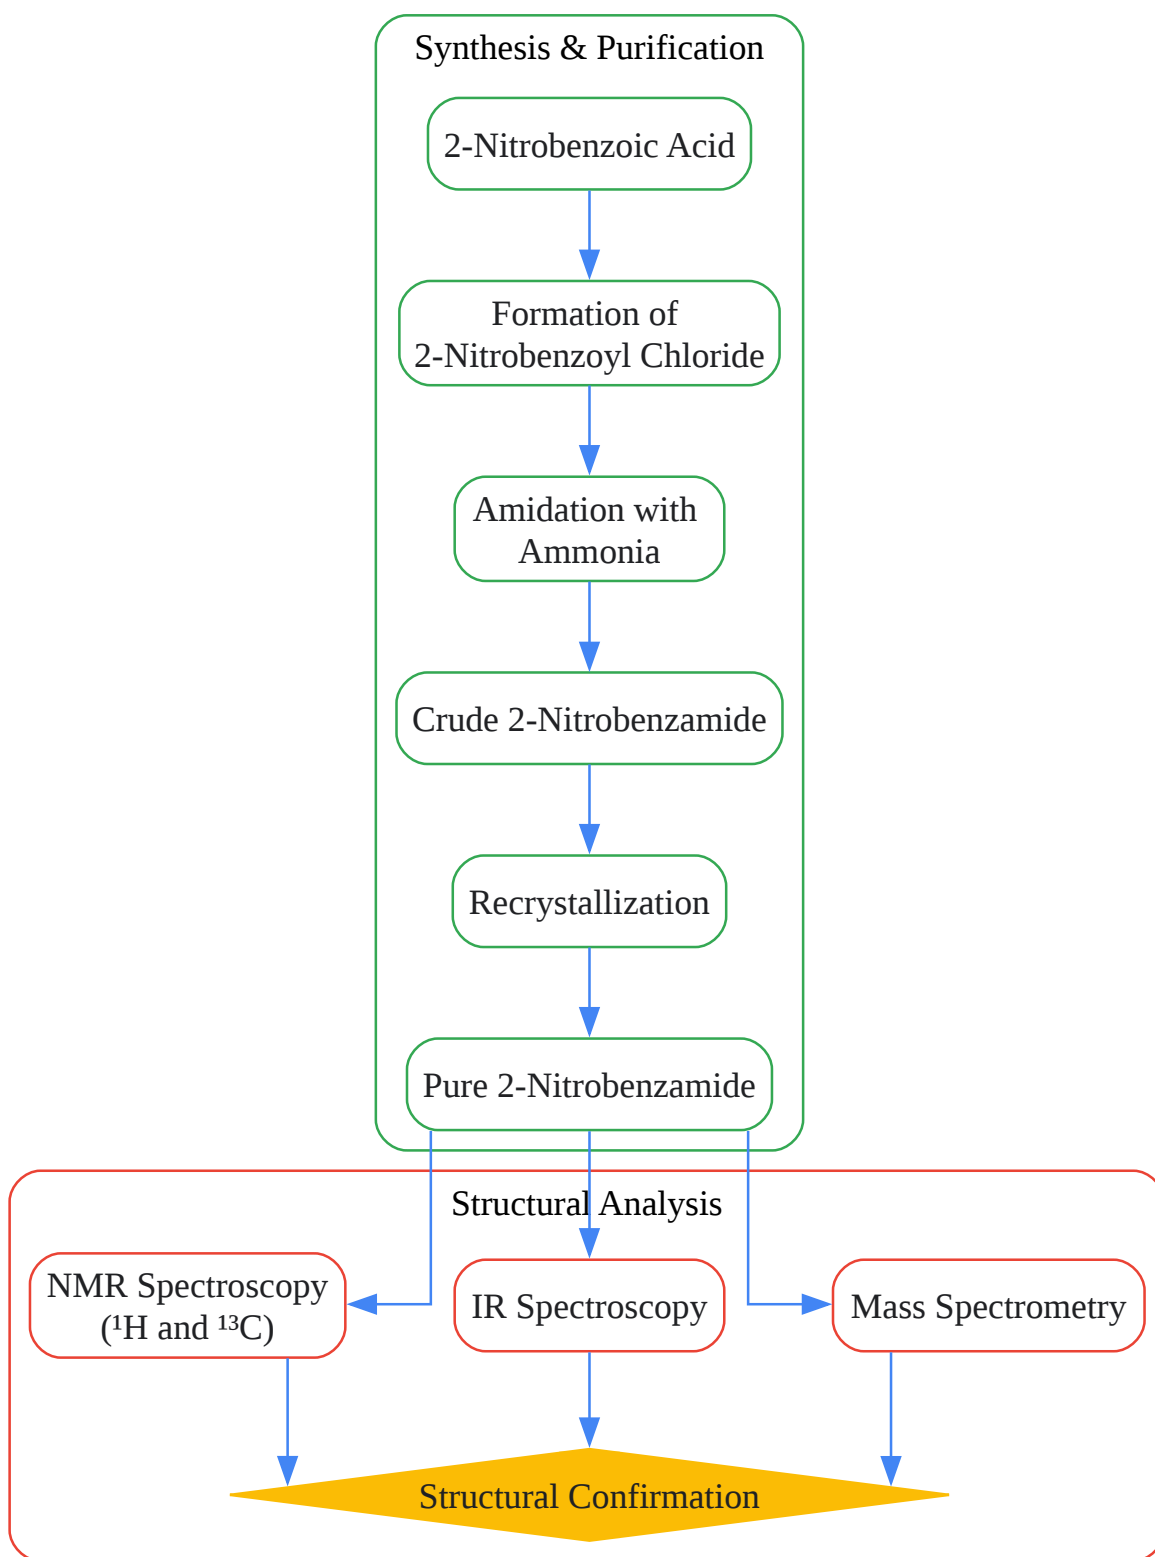 Synthesis & Purification
2-Nitrobenzoic Acid
Formation of
2-Nitrobenzoyl Chloride
Amidation with
Ammonia
Crude 2-Nitrobenzamide
Recrystallization
Pure 2-Nitrobenzamide
Structural Analysis
NMR Spectroscopy
(¹H and ¹³C)
IR Spectroscopy
Mass Spectrometry
Structural Confirmation